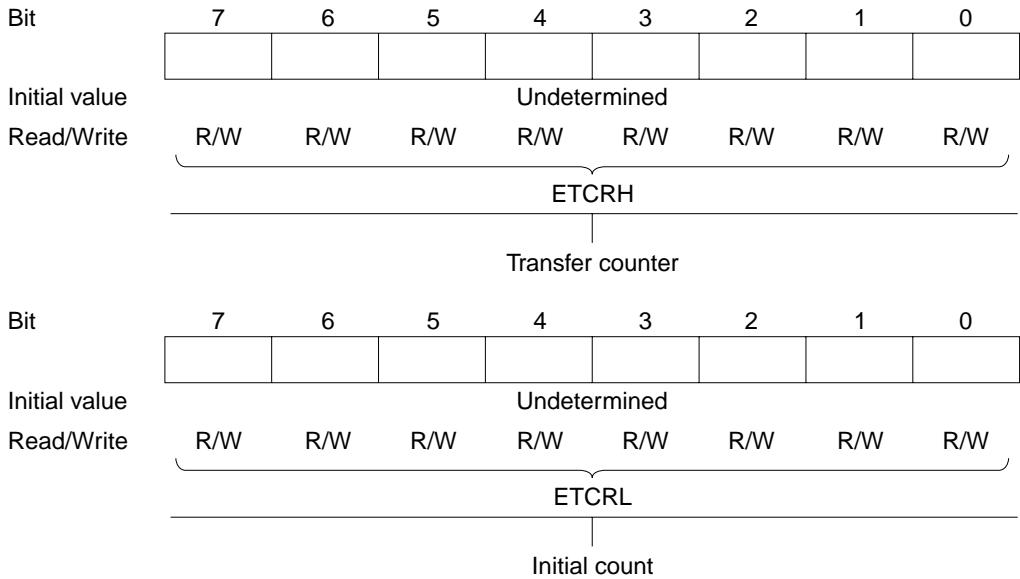 Bit 7 6 5 4 3 2 1 0
Initial value Undetermined
Read/Write R/W R/W R/W R/W R/W R/W R/W R/W
ETCRH
Transfer counter
Bit 7 6 5 4 3 2 1 0
Initial value Undetermined
Read/Write R/W R/W R/W R/W R/W R/W R/W R/W
ETCRL
Initial count